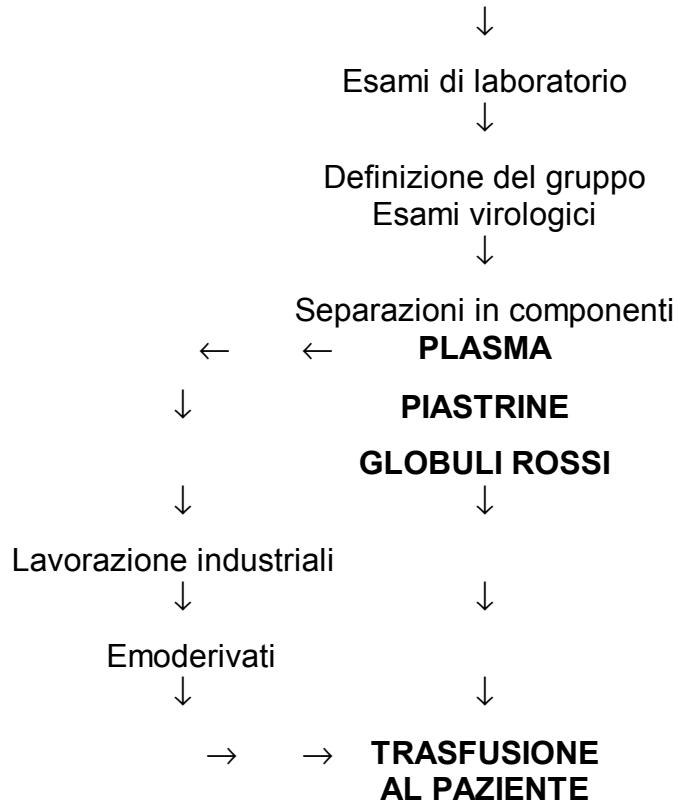 ↓
Esami di laboratorio
↓
Definizione del gruppo
Esami virologici
↓
Separazioni in componenti
← ← PLASMA
↓ PIASTRINE
GLOBULI ROSSI
↓ ↓
Lavorazione industriali
↓ ↓
Emoderivati
↓ ↓
→ → TRASFUSIONE
AL PAZIENTE